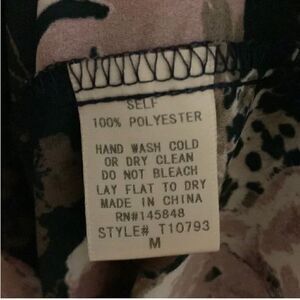 SELF
100% POLYESTER
HAND WASH COLD
OR DRY CLEAN
DO NOT BLEACH
LAY FLAT TO DRY
MADE IN CHINA
RN#145848
STYLE# T10793
M